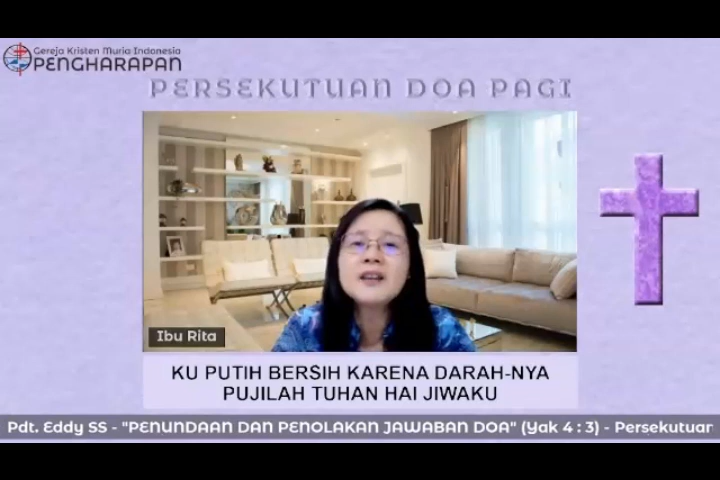 Gereja Kristen Muria Indonesia
PENGHARAPAN
PERSEKUTUAN DOA PAGI
Ibu Rita
KU PUTIH BERSIH KARENA DARAH-NYA
PUJILAH TUHAN HAI JIWAKU
Pdt. Eddy SS - "PENUNDAAN DAN PENOLAKAN JAWABAN DOA" (Yak 4 : 3) - Persekutuan